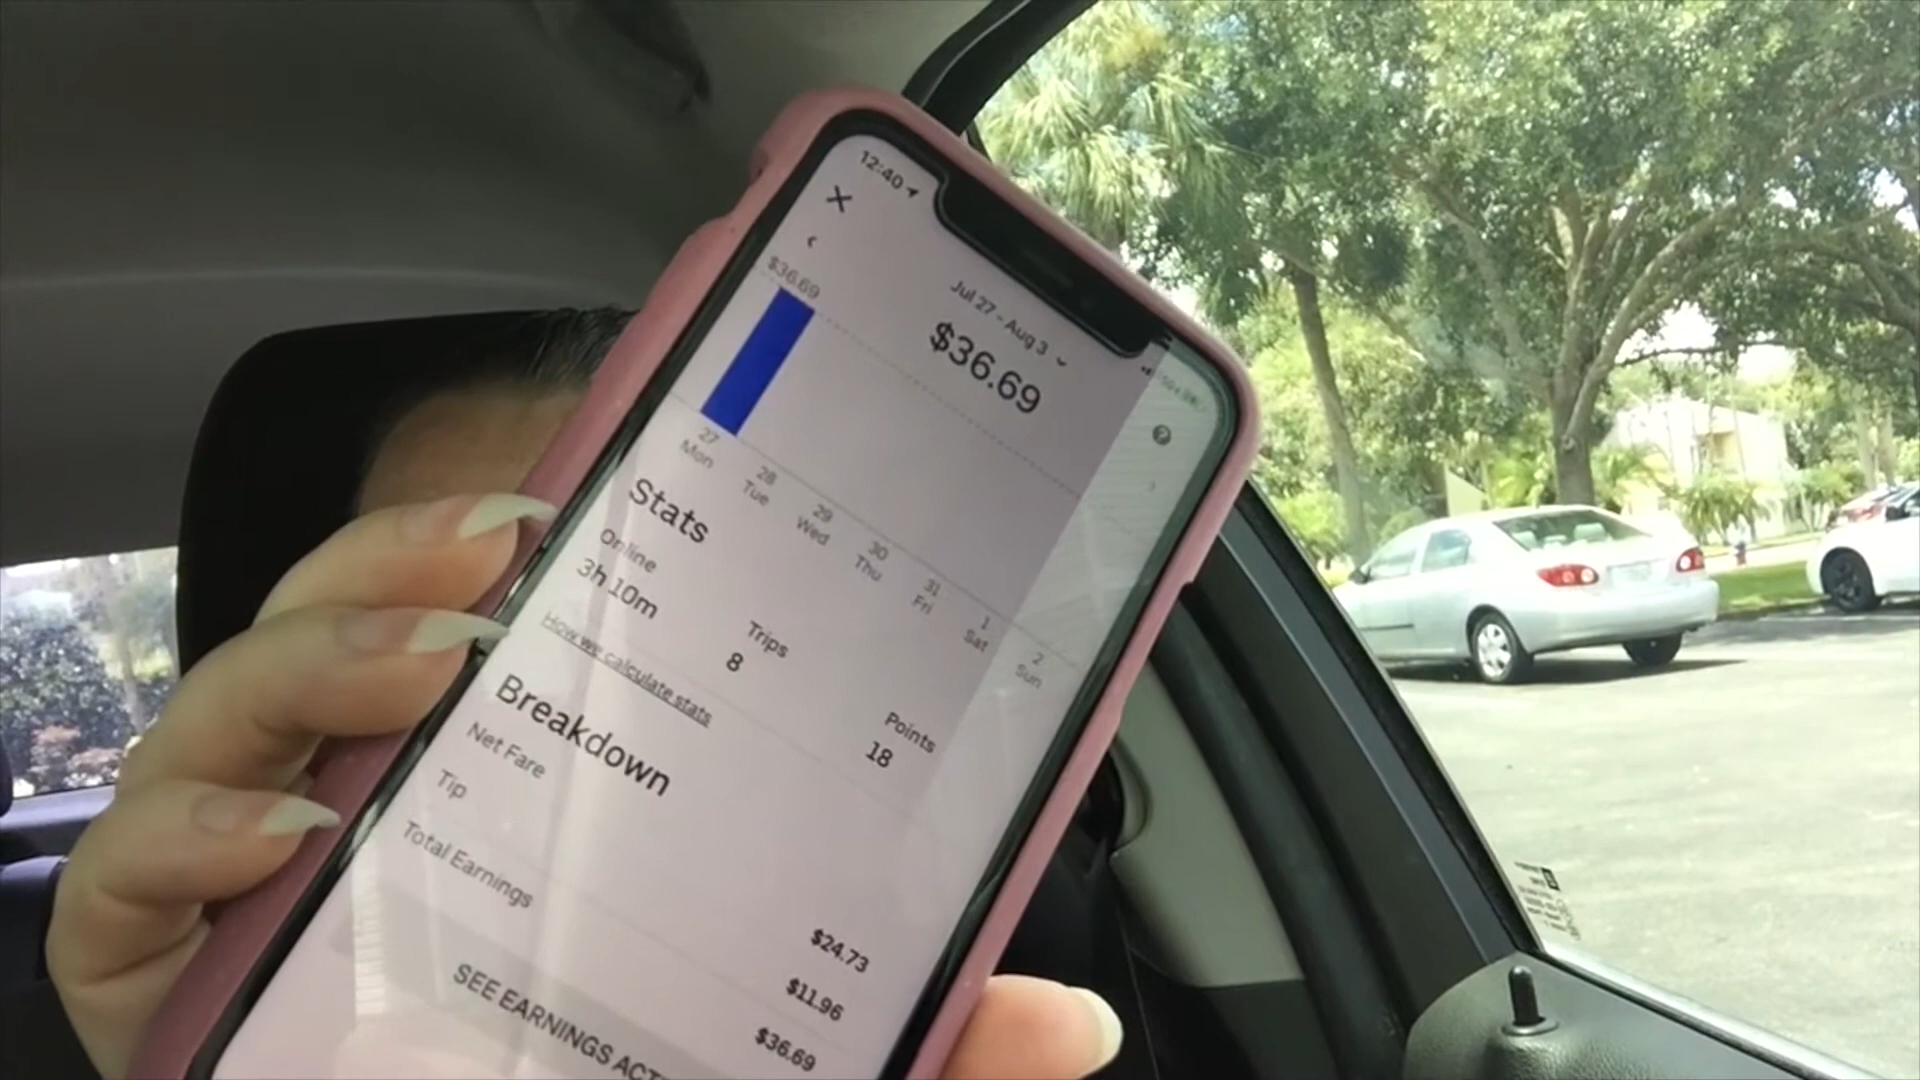 12:40
Jul 27 - Aug 3
$36.69
$36.69
27 28 29 30 31 1 2
Mon Tue Wed Thu Fri Sat Sun
Stats
Online Trips Points
3h 10m 8 18
How we calculate stats
Breakdown
Net Fare $24.73
Tip $11.96
Total Earnings $36.69
SEE EARNINGS